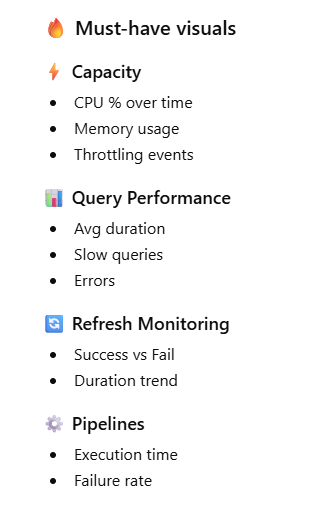 🔥 Must-have visuals
⚡ Capacity
• CPU % over time
• Memory usage
• Throttling events
📊 Query Performance
• Avg duration
• Slow queries
• Errors
🔄 Refresh Monitoring
• Success vs Fail
• Duration trend
⚙️ Pipelines
• Execution time
• Failure rate